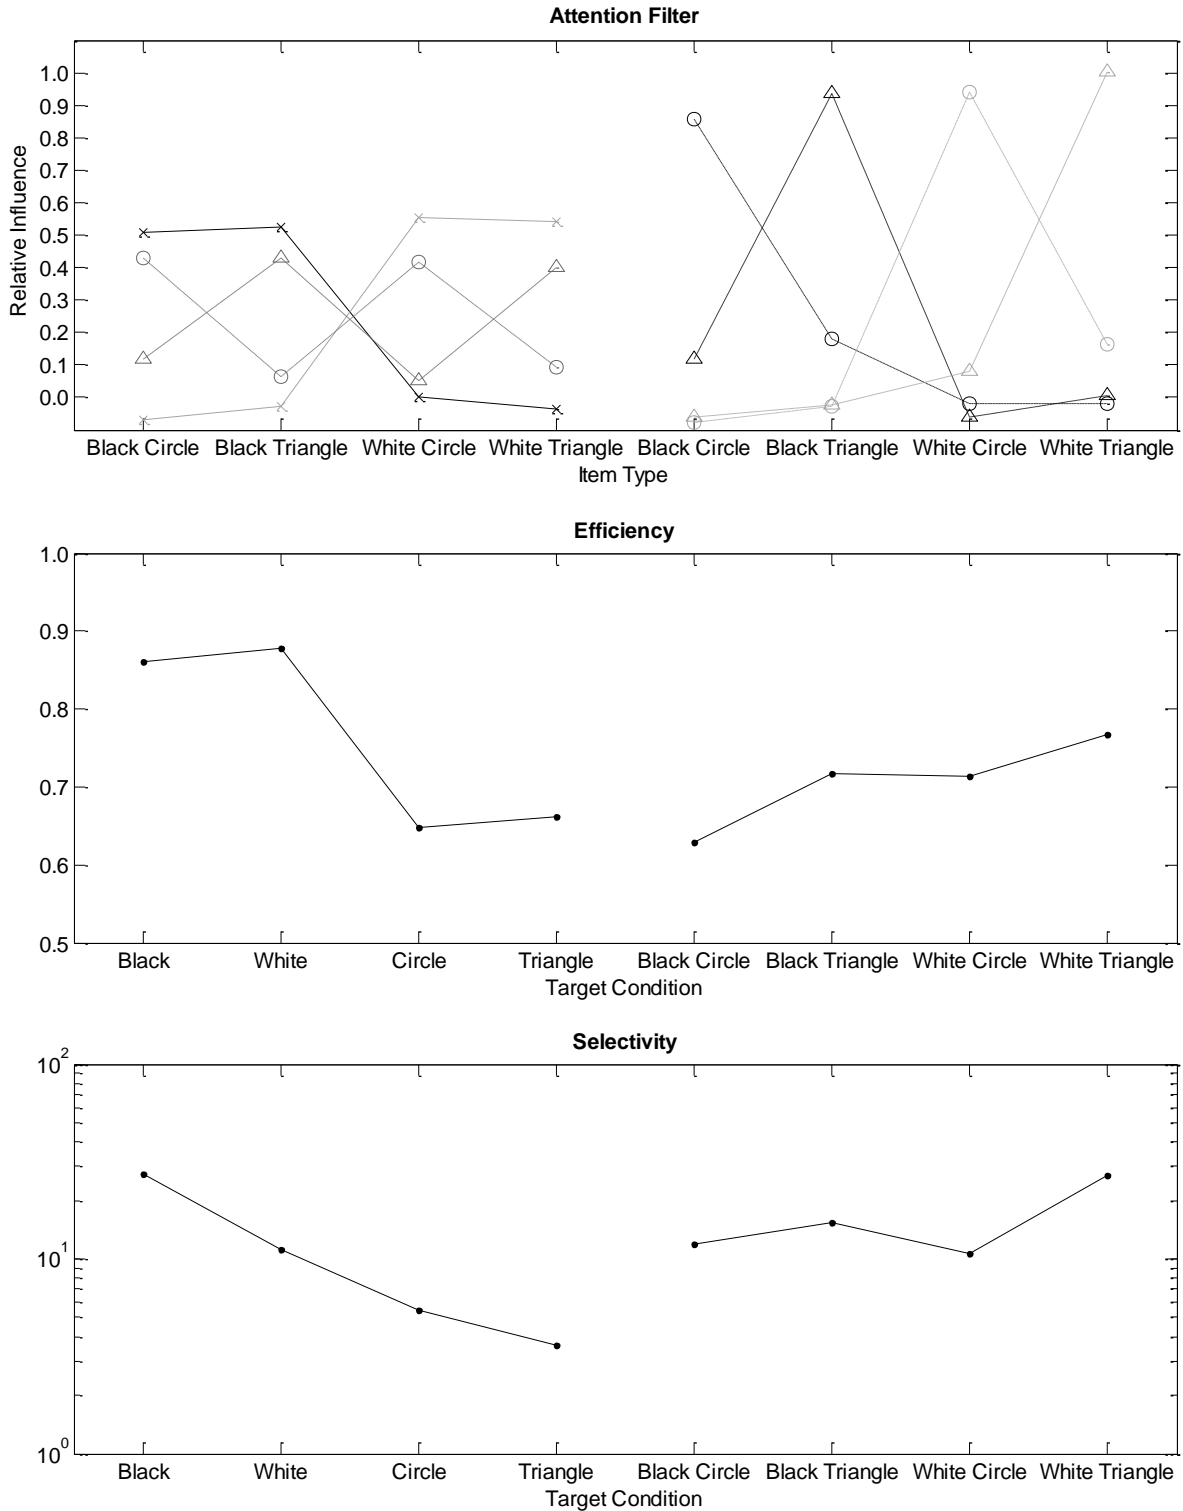 Attention Filter
1.0
0.9
0.8
0.7
0.6
0.5
0.4
0.3
0.2
0.1
0.0
Relative Influence
Black Circle Black Triangle White Circle White Triangle Black Circle Black Triangle White Circle White Triangle
Item Type
Efficiency
1.0
0.9
0.8
0.7
0.6
0.5
Black White Circle Triangle Black Circle Black Triangle White Circle White Triangle
Target Condition
Selectivity
10^2
10^1
10^0
Black White Circle Triangle Black Circle Black Triangle White Circle White Triangle
Target Condition